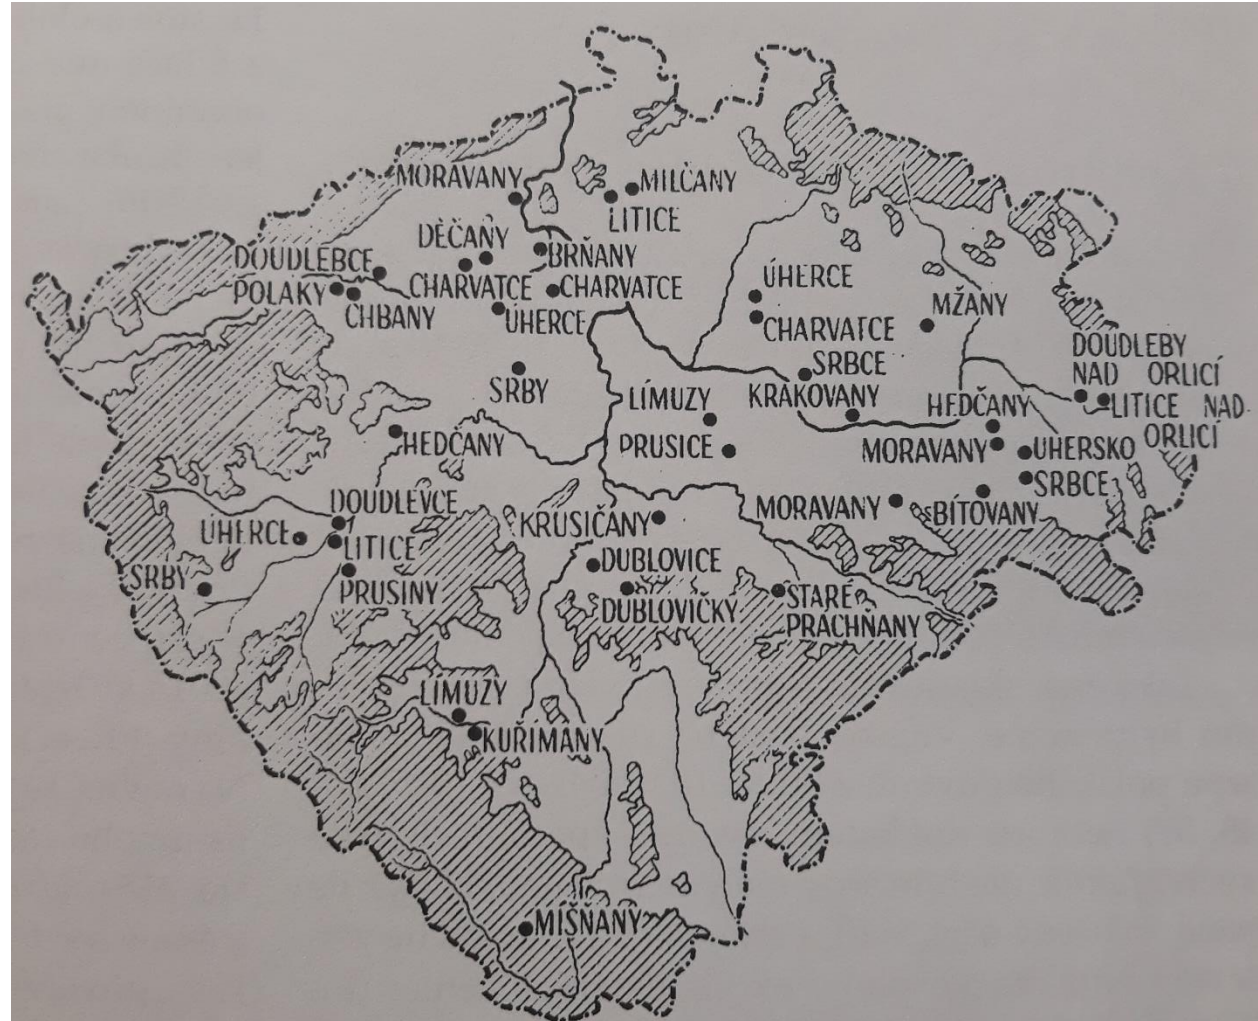 MORAVANY
MILČANY
LITICE
DĚČANY
BRŇANY
DOUDLEBCE
POLAKY
CHBANY
CHARVATCE
CHARVATCE
ÚHERCE
ÚHERCE
CHARVATCE
MŽANY
SRBCE
SRBY
DOUDLEBY
NAD ORLICÍ
LITICE NAD
ORLICÍ
LÍMUZY
KRAKOVANY
HEDČANY
PRUSICE
MORAVANY
UHERSKO
HEDČANY
SRBCE
DOUDLEVCE
MORAVANY
BÍTOVANY
KRUSIČANY
ÚHERCE
LITICE
DUBLOVICE
SRBY
PRUSINY
DUBLOVIČKY
STARÉ
PRACHŇANY
LÍMUZY
KUŘIMANY
MÍŠŇANY